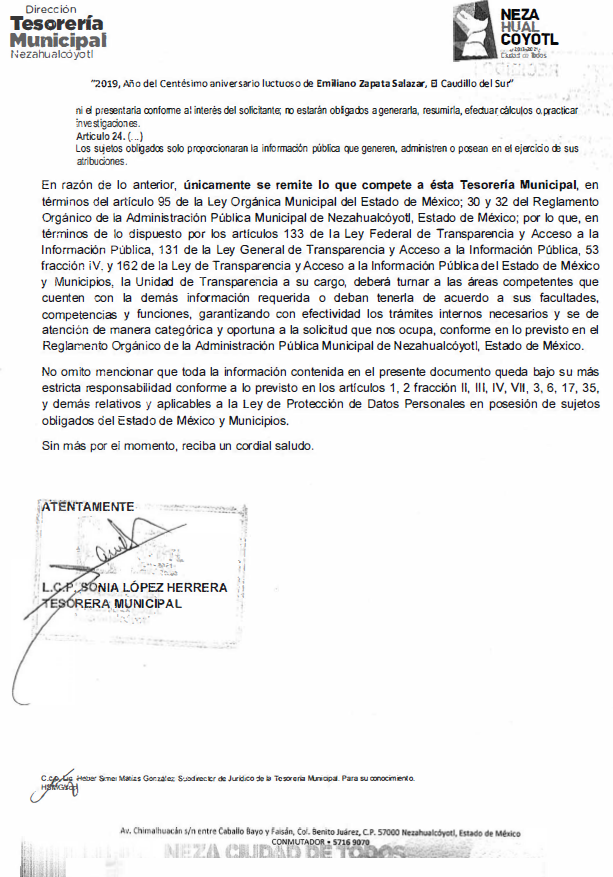 Dirección
Tesorería
Municipal
Nezahualcóyotl
NEZA
HUAL
COYOTL
Ciudad de Todos
"2019, Año del Centésimo aniversario luctuoso de Emiliano Zapata Salazar, El Caudillo del Sur"
ni el presentarla conforme al interés del solicitante; no estarán obligados a generarla, resumirla, efectuar cálculos o practicar
investigaciones.
Artículo 24. (...)
Los sujetos obligados solo proporcionaran la información pública que generen, administren o posean en el ejercicio de sus
atribuciones.
En razón de lo anterior, únicamente se remite lo que compete a ésta Tesorería Municipal, en
términos del artículo 95 de la Ley Orgánica Municipal del Estado de México; 30 y 32 del Reglamento
Orgánico de la Administración Pública Municipal de Nezahualcóyotl, Estado de México; por lo que, en
términos de lo dispuesto por los artículos 133 de la Ley Federal de Transparencia y Acceso a la
Información Pública, 131 de la Ley General de Transparencia y Acceso a la Información Pública, 53
fracción IV, y 162 de la Ley de Transparencia y Acceso a la Información Pública del Estado de México
y Municipios, la Unidad de Transparencia a su cargo, deberá turnar a las áreas competentes que
cuenten con la demás información requerida o deban tenerla de acuerdo a sus facultades,
competencias y funciones, garantizando con efectividad los trámites internos necesarios y se de
atención de manera categórica y oportuna a la solicitud que nos ocupa, conforme en lo previsto en el
Reglamento Orgánico de la Administración Pública Municipal de Nezahualcóyotl, Estado de México.
No omito mencionar que toda la información contenida en el presente documento queda bajo su más
estricta responsabilidad conforme a lo previsto en los artículos 1, 2 fracción II, III, IV, VII, 3, 6, 17, 35,
y demás relativos y aplicables a la Ley de Protección de Datos Personales en posesión de sujetos
obligados del Estado de México y Municipios.
Sin más por el momento, reciba un cordial saludo.
ATENTAMENTE
L.C.P. SONIA LÓPEZ HERRERA
TESORERA MUNICIPAL
C.c.p. Lic. Heber Simei Matías González, Subdirector de Jurídico de la Tesorería Municipal. Para su conocimiento.
Av. Chimalhuacán s/n entre Caballo Bayo y Faisán, Col. Benito Juárez, C.P. 57000 Nezahualcóyotl, Estado de México
CONMUTADOR • 5716 9070
NEZA CIUDAD DE TODOS